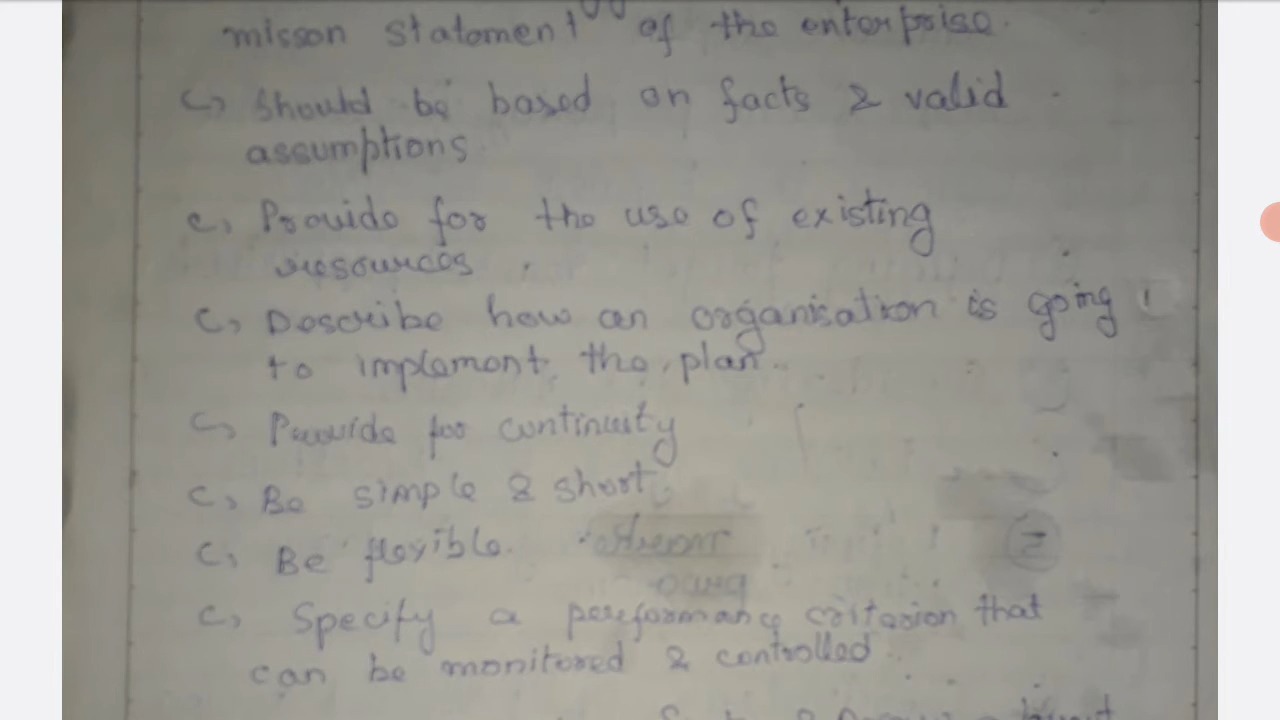 misson statement of the enterprise.
↳ Should be based on facts & valid
assumptions
↳ Provide for the use of existing
resources.
↳ Describe how an organisation is going
to implement the plan.
↳ Provide for continuity
↳ Be simple & short
↳ Be flexible.
↳ Specify a performance criterion that
can be monitored & controlled.